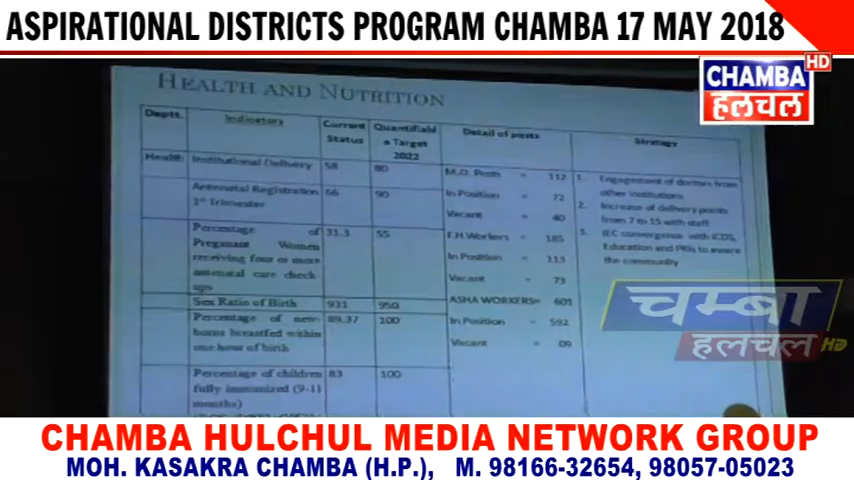 ASPIRATIONAL DISTRICTS PROGRAM CHAMBA 17 MAY 2018
HD
CHAMBA
हलचल
HEALTH AND NUTRITION
Deptt. Indicators Current Status Quantifiable Target 2022 Detail of posts Strategy
Health Institutional Delivery 58 80
Antenatal Registration 1st Trimester 66 90
Percentage of Pregnant Women receiving four or more antenatal care check-ups 31.3 55
Sex Ratio of Birth 931 950
Percentage of new-borns breastfed within one hour of birth 89.37 100
Percentage of children fully immunized (9-11 months) 83 100
M.O. Posts = 112
In Position = 72
Vacant = 40
F.H.Workers = 185
In Position = 113
Vacant = 73
ASHA WORKERS= 601
In Position = 592
Vacant = 09
1. Engagement of doctors from other institutions
2. Increase of delivery points from 7 to 15 with staff.
3. IEC convergence with ICDS, Education and PRIs to aware the community
चम्बा
हलचल HD
CHAMBA HULCHUL MEDIA NETWORK GROUP
MOH. KASAKRA CHAMBA (H.P.), M. 98166-32654, 98057-05023